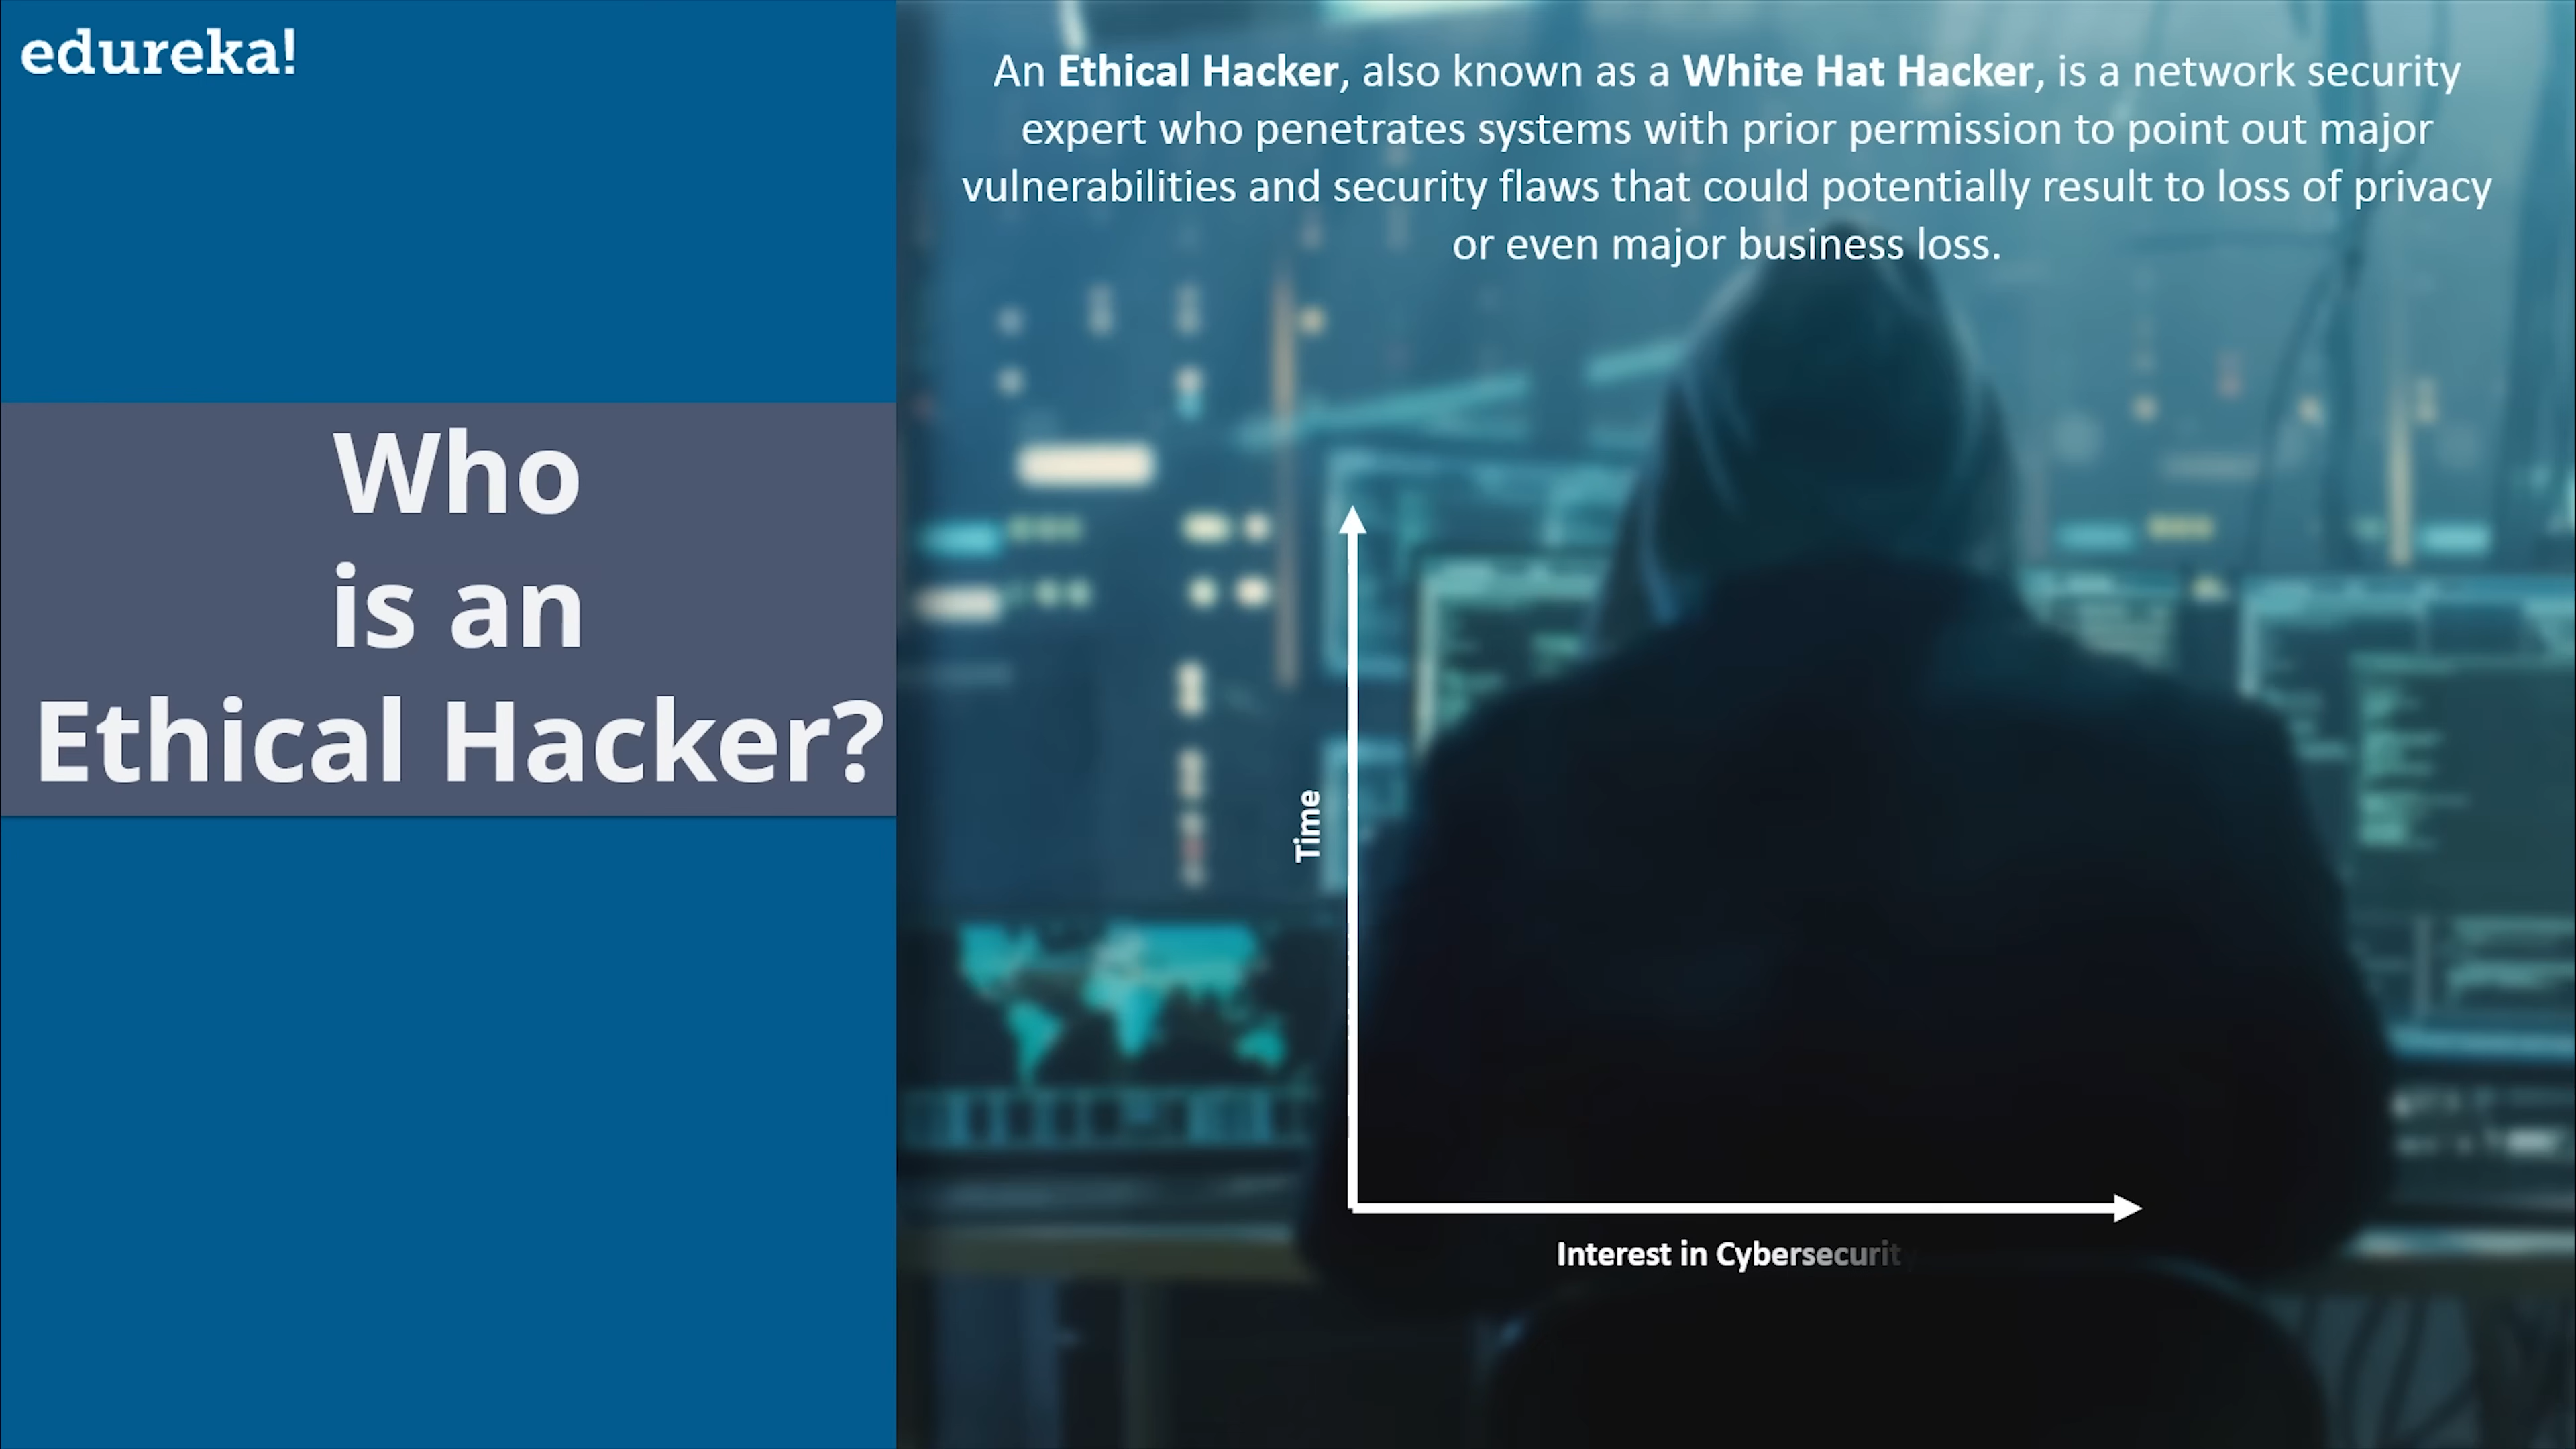 edureka!
Who
is an
Ethical Hacker?
An Ethical Hacker, also known as a White Hat Hacker, is a network security
expert who penetrates systems with prior permission to point out major
vulnerabilities and security flaws that could potentially result to loss of privacy
or even major business loss.
Time
Interest in Cybersecurity